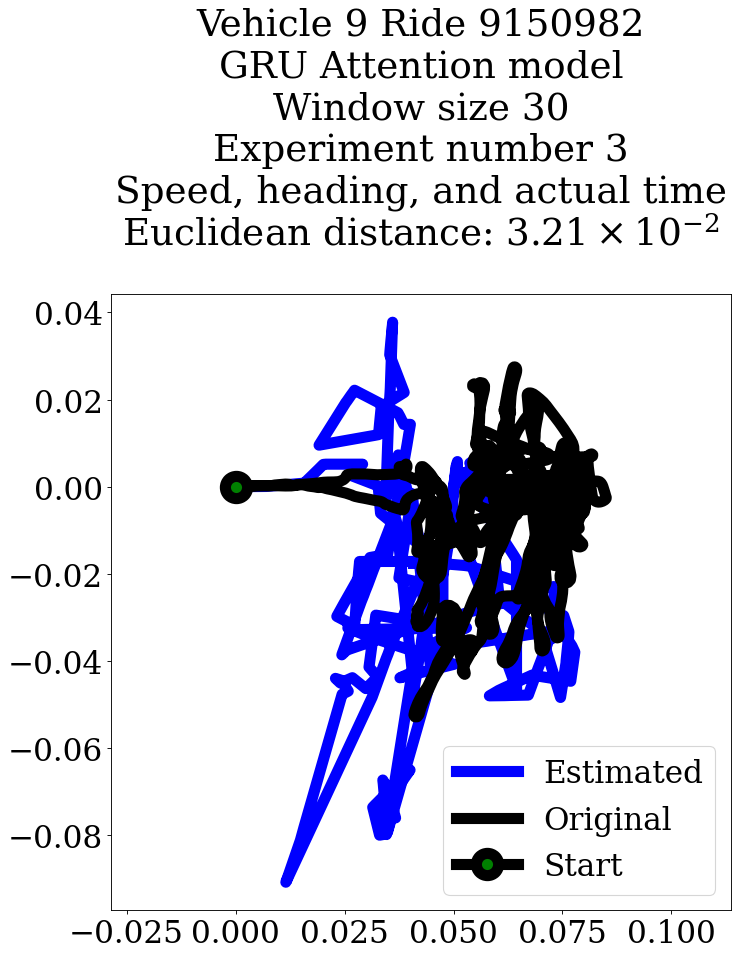 Vehicle 9 Ride 9150982
GRU Attention model
Window size 30
Experiment number 3
Speed, heading, and actual time
Euclidean distance: 3.21 × 10⁻²
0.04
0.02
0.00
−0.02
−0.04
−0.06
−0.08
Estimated
Original
Start
−0.025 0.000 0.025 0.050 0.075 0.100